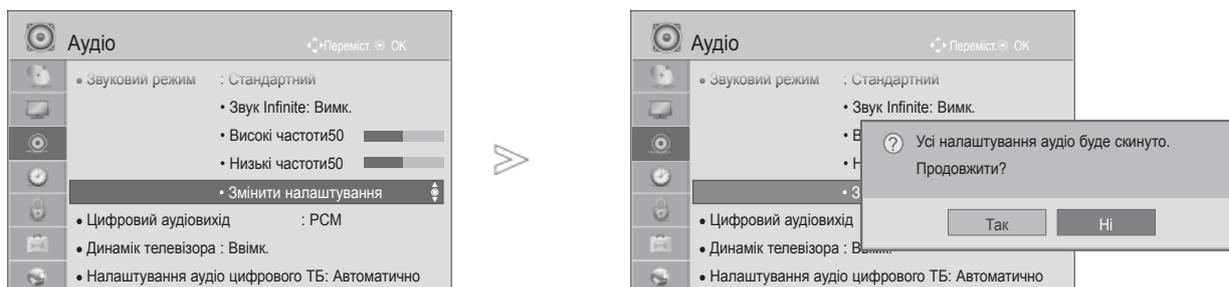 Аудіо
Переміст. OK
• Звуковий режим : Стандартний
• Звук Infinite: Вимк.
• Високі частоти50
• Низькі частоти50
• Змінити налаштування
• Цифровий аудіовихід : PCM
• Динамік телевізора : Ввімк.
• Налаштування аудіо цифрового ТБ: Автоматично
Аудіо
Переміст. OK
• Звуковий режим : Стандартний
• Звук Infinite: Вимк.
• В
• Н
• З
• Цифровий аудіовихід
• Динамік телевізора : В
• Налаштування аудіо цифрового ТБ: Автоматично
Усі налаштування аудіо буде скинуто.
Продовжити?
Так Ні